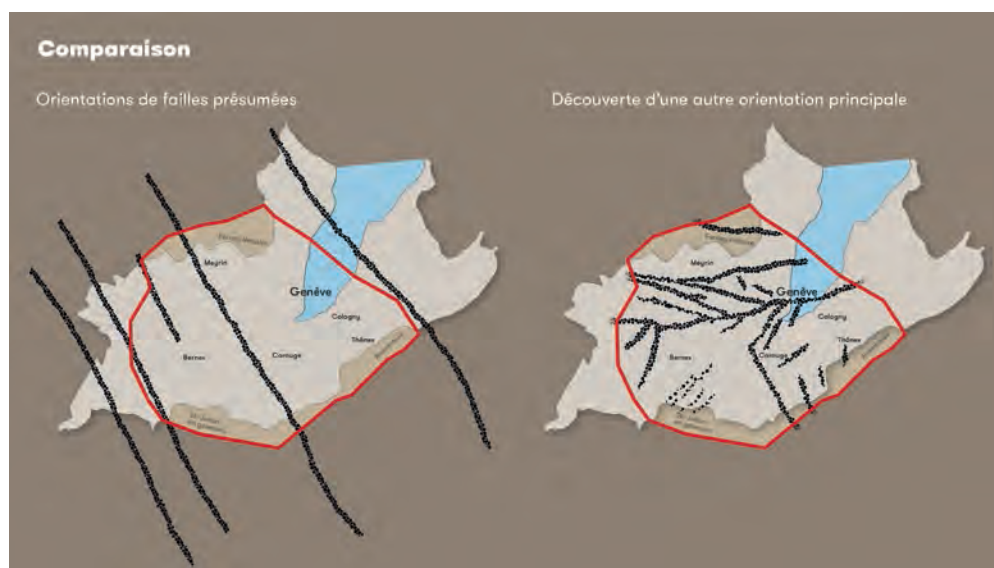 Comparaison
Orientations de failles présumées
Meyrin
Genève
Cologny
Thônex
Bernex
Carouge
Découverte d'une autre orientation principale
Meyrin
Genève
Cologny
Thônex
Bernex
Carouge